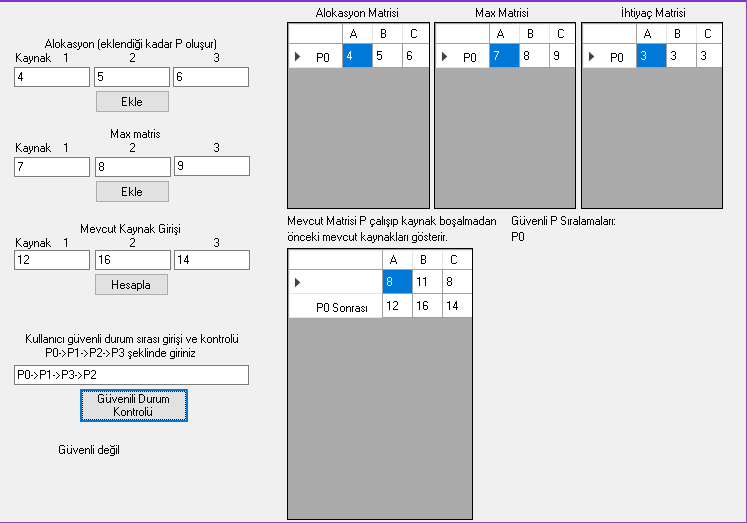 Alokasyon (eklendiği kadar P oluşur)
Kaynak 1 2 3
4 5 6
Ekle
Max matris
Kaynak 1 2 3
7 8 9
Ekle
Mevcut Kaynak Girişi
Kaynak 1 2 3
12 16 14
Hesapla
Kullanıcı güvenli durum sırası girişi ve kontrolü
P0->P1->P2->P3 şeklinde giriniz
P0->P1->P3->P2
Güvenili Durum
Kontrolü
Güvenli değil
Alokasyon Matrisi
A B C
P0 4 5 6
Max Matrisi
A B C
P0 7 8 9
İhtiyaç Matrisi
A B C
P0 3 3 3
Mevcut Matrisi P çalışıp kaynak boşalmadan
önceki mevcut kaynakları gösterir.
Güvenli P Sıralamaları:
P0
A B C
8 11 8
P0 Sonrası 12 16 14